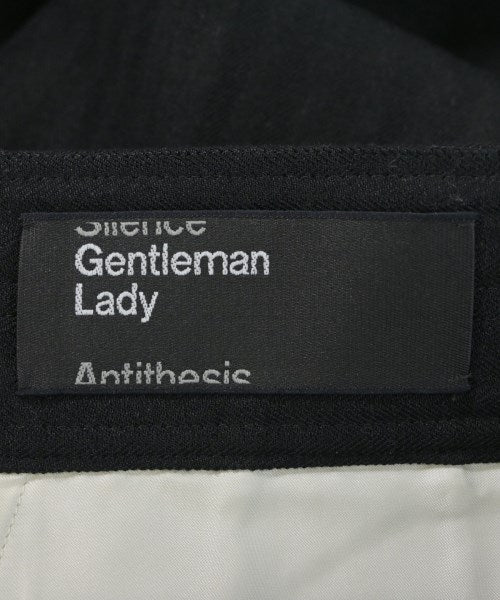 Silence
Gentleman
Lady
Antithesis